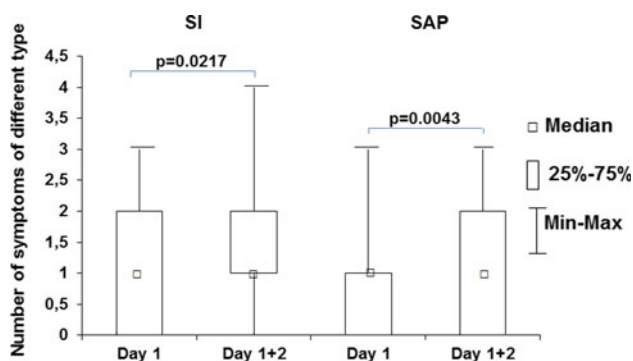 SI SAP
Number of symptoms of different type
4,5
4
3,5
3
2,5
2
1,5
1
0,5
0
p=0.0217
p=0.0043
Median
25%-75%
Min-Max
Day 1 Day 1+2 Day 1 Day 1+2